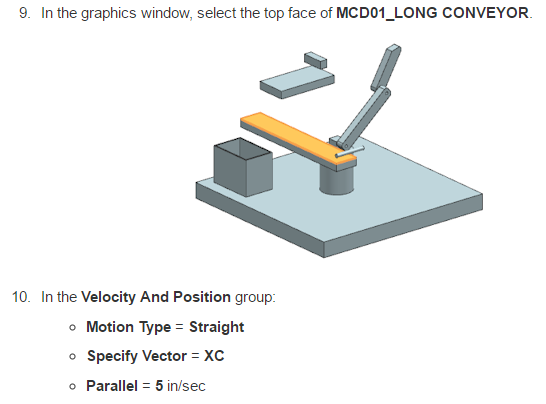 9. In the graphics window, select the top face of MCD01_LONG CONVEYOR.
10. In the Velocity And Position group:
○ Motion Type = Straight
○ Specify Vector = XC
○ Parallel = 5 in/sec